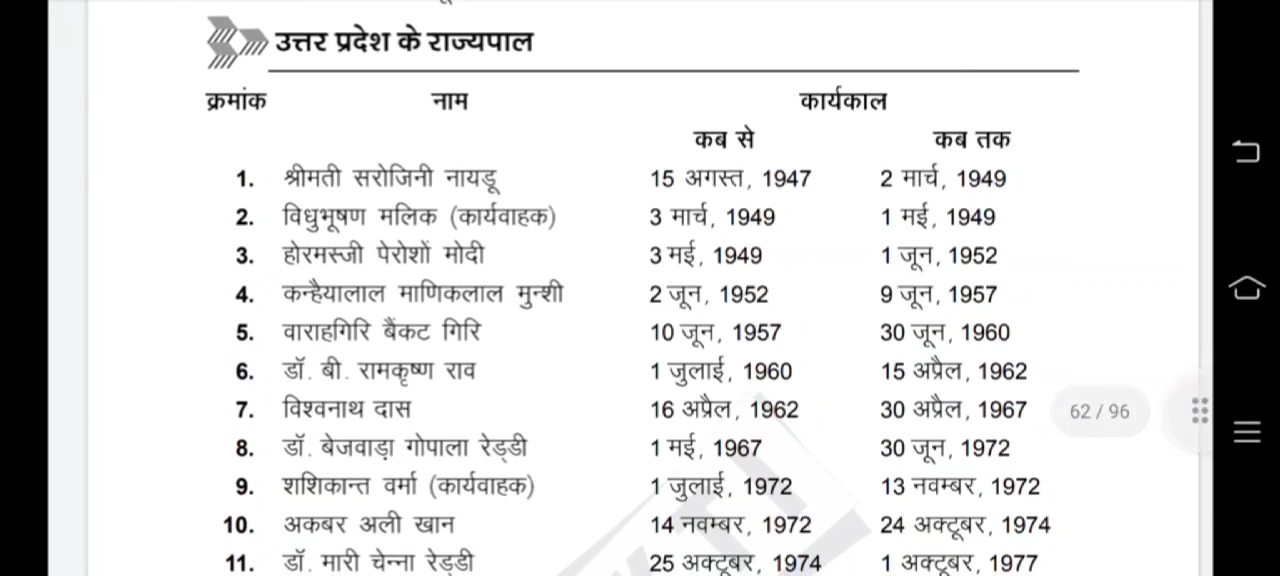 उत्तर प्रदेश के राज्यपाल
क्रमांक नाम कार्यकाल
कब से कब तक
1. श्रीमती सरोजिनी नायडू 15 अगस्त, 1947 2 मार्च, 1949
2. विधुभूषण मलिक (कार्यवाहक) 3 मार्च, 1949 1 मई, 1949
3. होरमस्जी पेरोशों मोदी 3 मई, 1949 1 जून, 1952
4. कन्हैयालाल माणिकलाल मुन्शी 2 जून, 1952 9 जून, 1957
5. वाराहगिरि बैंकट गिरि 10 जून, 1957 30 जून, 1960
6. डॉ. बी. रामकृष्ण राव 1 जुलाई, 1960 15 अप्रैल, 1962
7. विश्वनाथ दास 16 अप्रैल, 1962 30 अप्रैल, 1967
62 / 96
8. डॉ. बेजवाड़ा गोपाला रेड्डी 1 मई, 1967 30 जून, 1972
9. शशिकान्त वर्मा (कार्यवाहक) 1 जुलाई, 1972 13 नवम्बर, 1972
10. अकबर अली खान 14 नवम्बर, 1972 24 अक्टूबर, 1974
11. डॉ. मारी चेन्ना रेड्डी 25 अक्टूबर, 1974 1 अक्टूबर, 1977